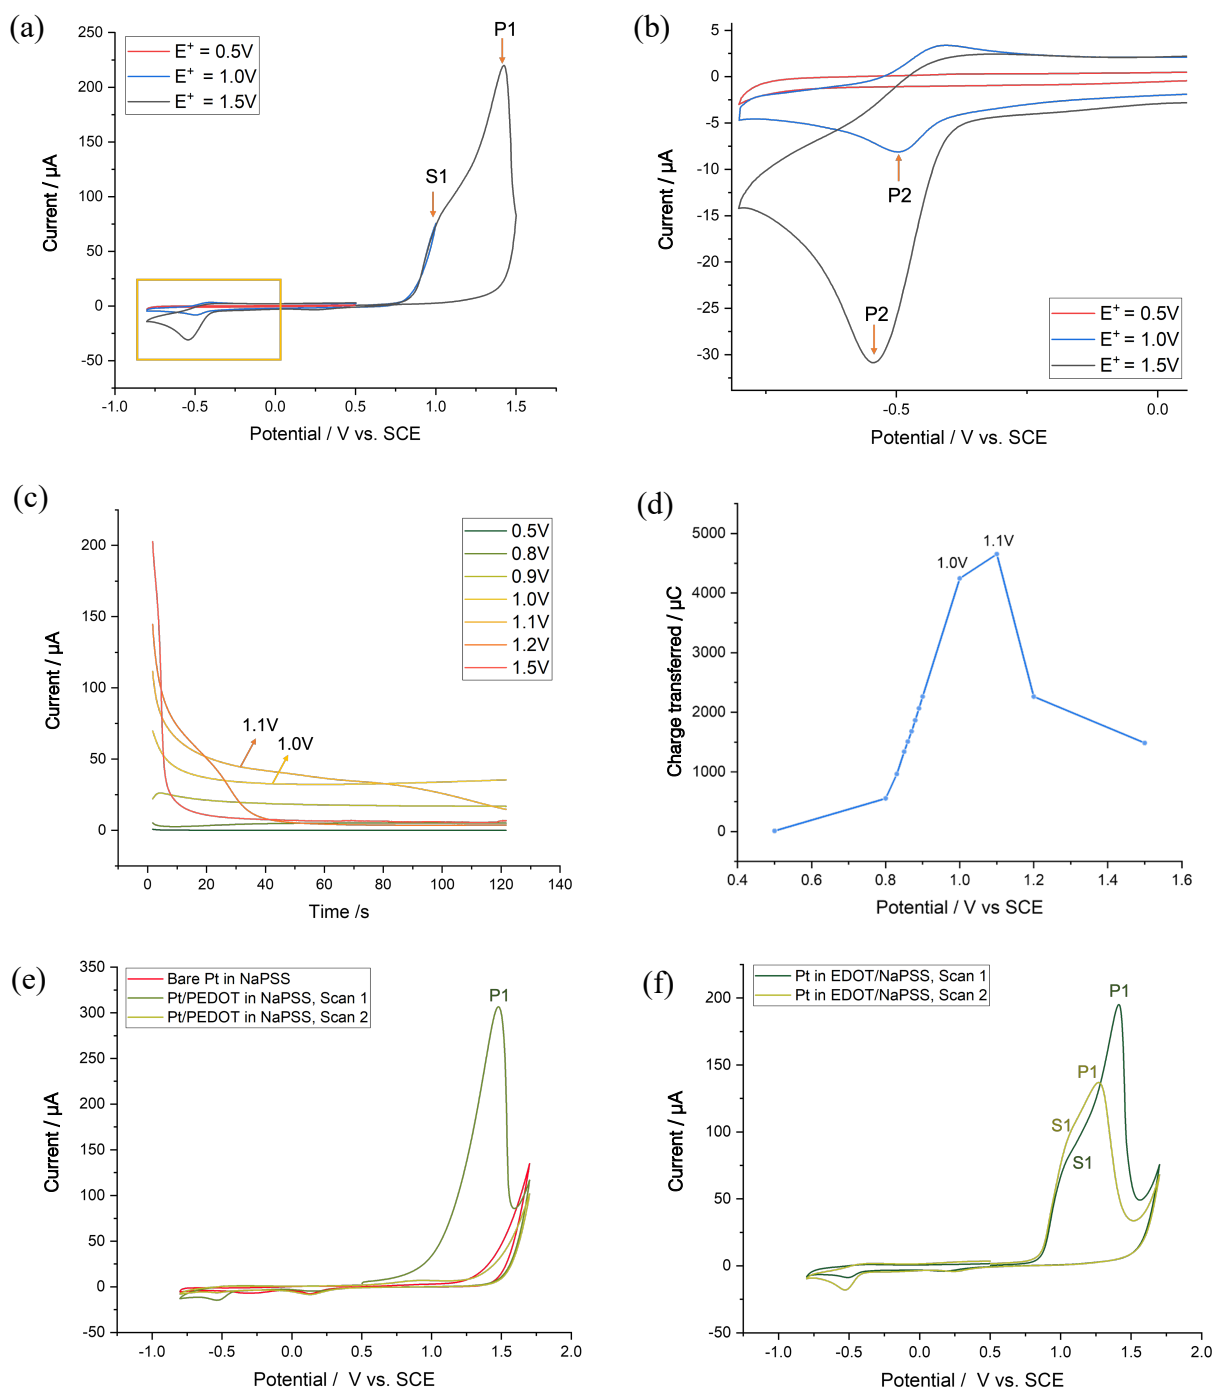 (a)
250
200
150
100
50
0
-50
-1.0
-0.5
0.0
0.5
1.0
1.5
Current / µA
Potential / V vs. SCE
E⁺ = 0.5V
E⁺ = 1.0V
E⁺ = 1.5V
P1
S1
(b)
5
0
-5
-10
-15
-20
-25
-30
-0.5
0.0
Current / µA
Potential / V vs. SCE
P2
P2
E⁺ = 0.5V
E⁺ = 1.0V
E⁺ = 1.5V
(c)
200
150
100
50
0
0
20
40
60
80
100
120
140
Current / µA
Time /s
0.5V
0.8V
0.9V
1.0V
1.1V
1.2V
1.5V
1.1V
1.0V
(d)
5000
4000
3000
2000
1000
0
0.4
0.6
0.8
1.0
1.2
1.4
1.6
Charge transferred / µC
Potential / V vs SCE
1.0V
1.1V
(e)
350
300
250
200
150
100
50
0
-50
-1.0
-0.5
0.0
0.5
1.0
1.5
2.0
Current / µA
Potential / V vs. SCE
Bare Pt in NaPSS
Pt/PEDOT in NaPSS, Scan 1
Pt/PEDOT in NaPSS, Scan 2
P1
(f)
200
150
100
50
0
-50
-1.0
-0.5
0.0
0.5
1.0
1.5
2.0
Current / µA
Potential / V vs. SCE
Pt in EDOT/NaPSS, Scan 1
Pt in EDOT/NaPSS, Scan 2
P1
P1
S1
S1